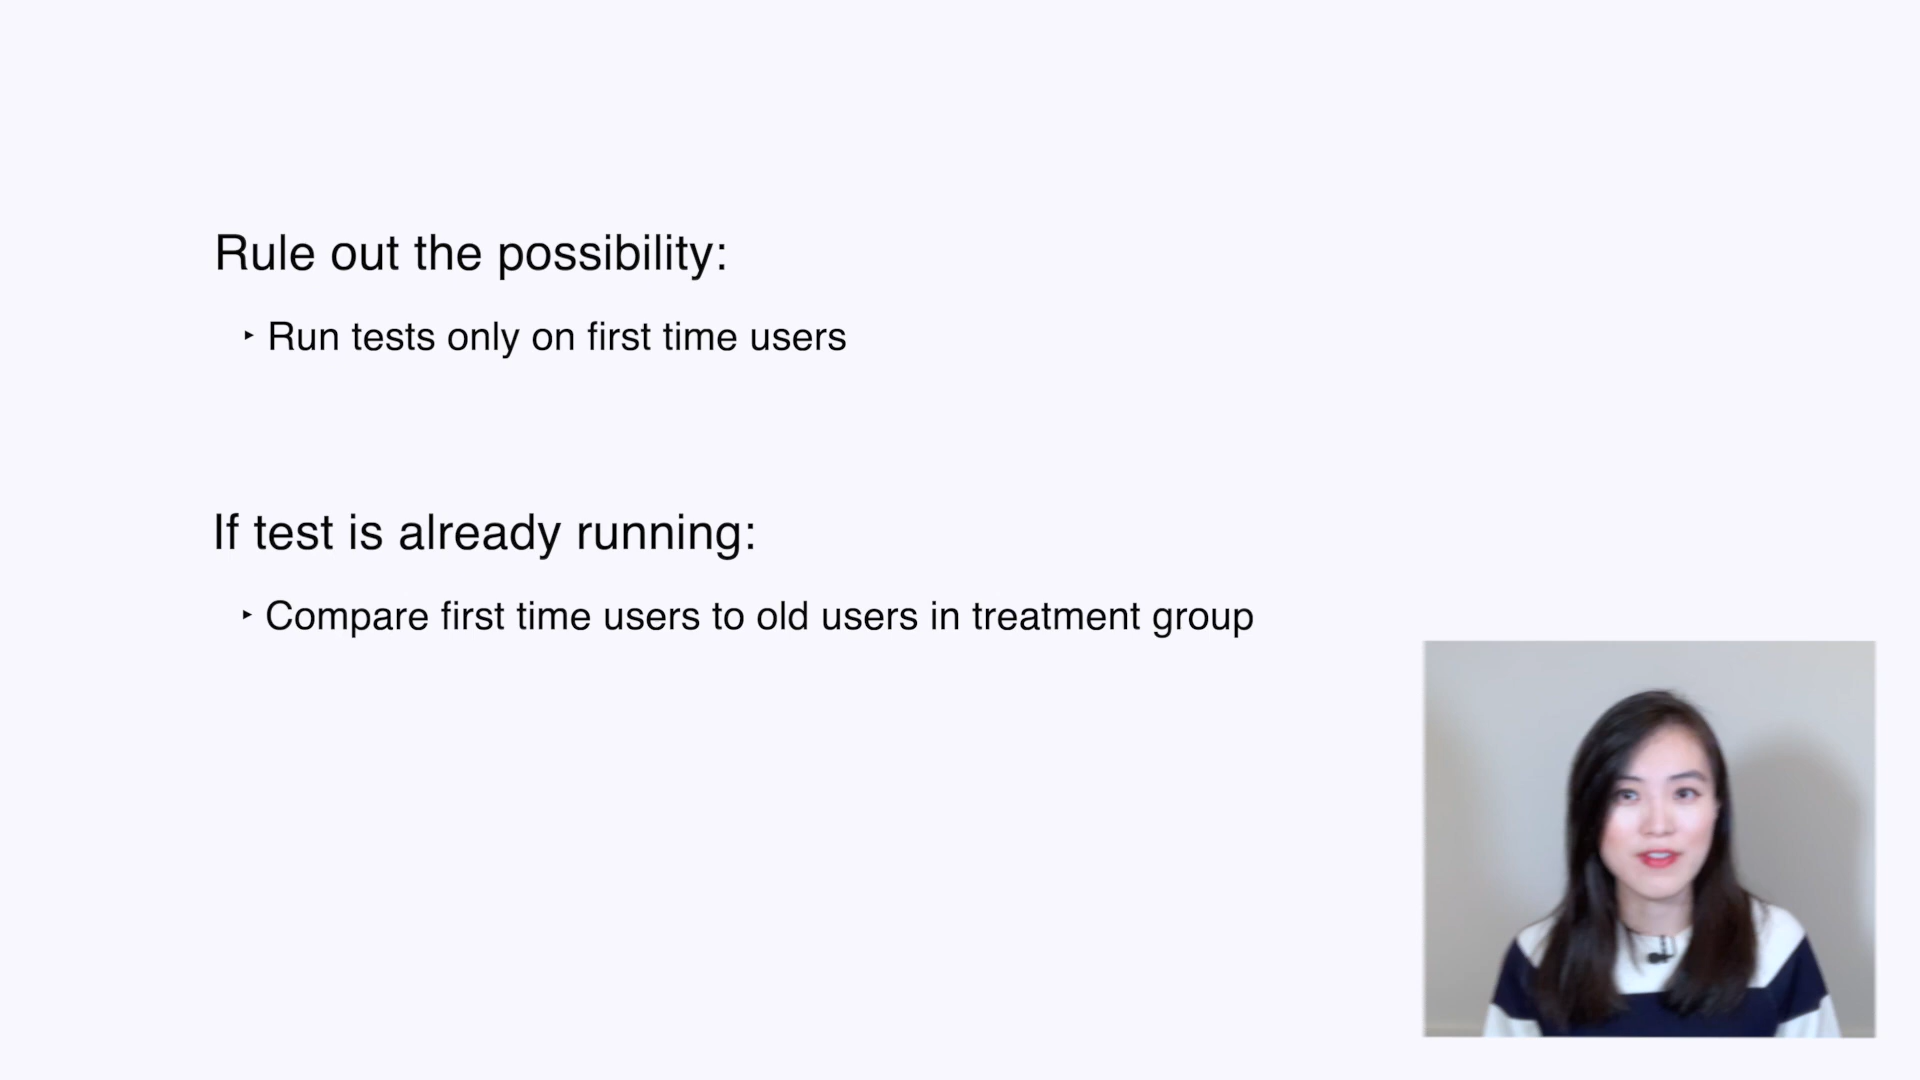 Rule out the possibility:
‣ Run tests only on first time users
If test is already running:
‣ Compare first time users to old users in treatment group